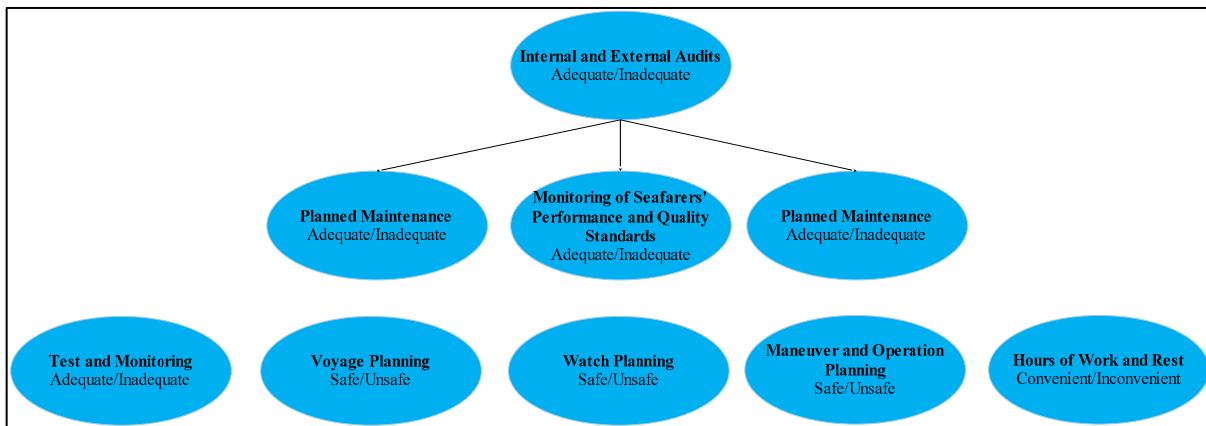 Internal and External Audits
Adequate/Inadequate
Planned Maintenance
Adequate/Inadequate
Monitoring of Seafarers'
Performance and Quality
Standards
Adequate/Inadequate
Planned Maintenance
Adequate/Inadequate
Test and Monitoring
Adequate/Inadequate
Voyage Planning
Safe/Unsafe
Watch Planning
Safe/Unsafe
Maneuver and Operation
Planning
Safe/Unsafe
Hours of Work and Rest
Convenient/Inconvenient